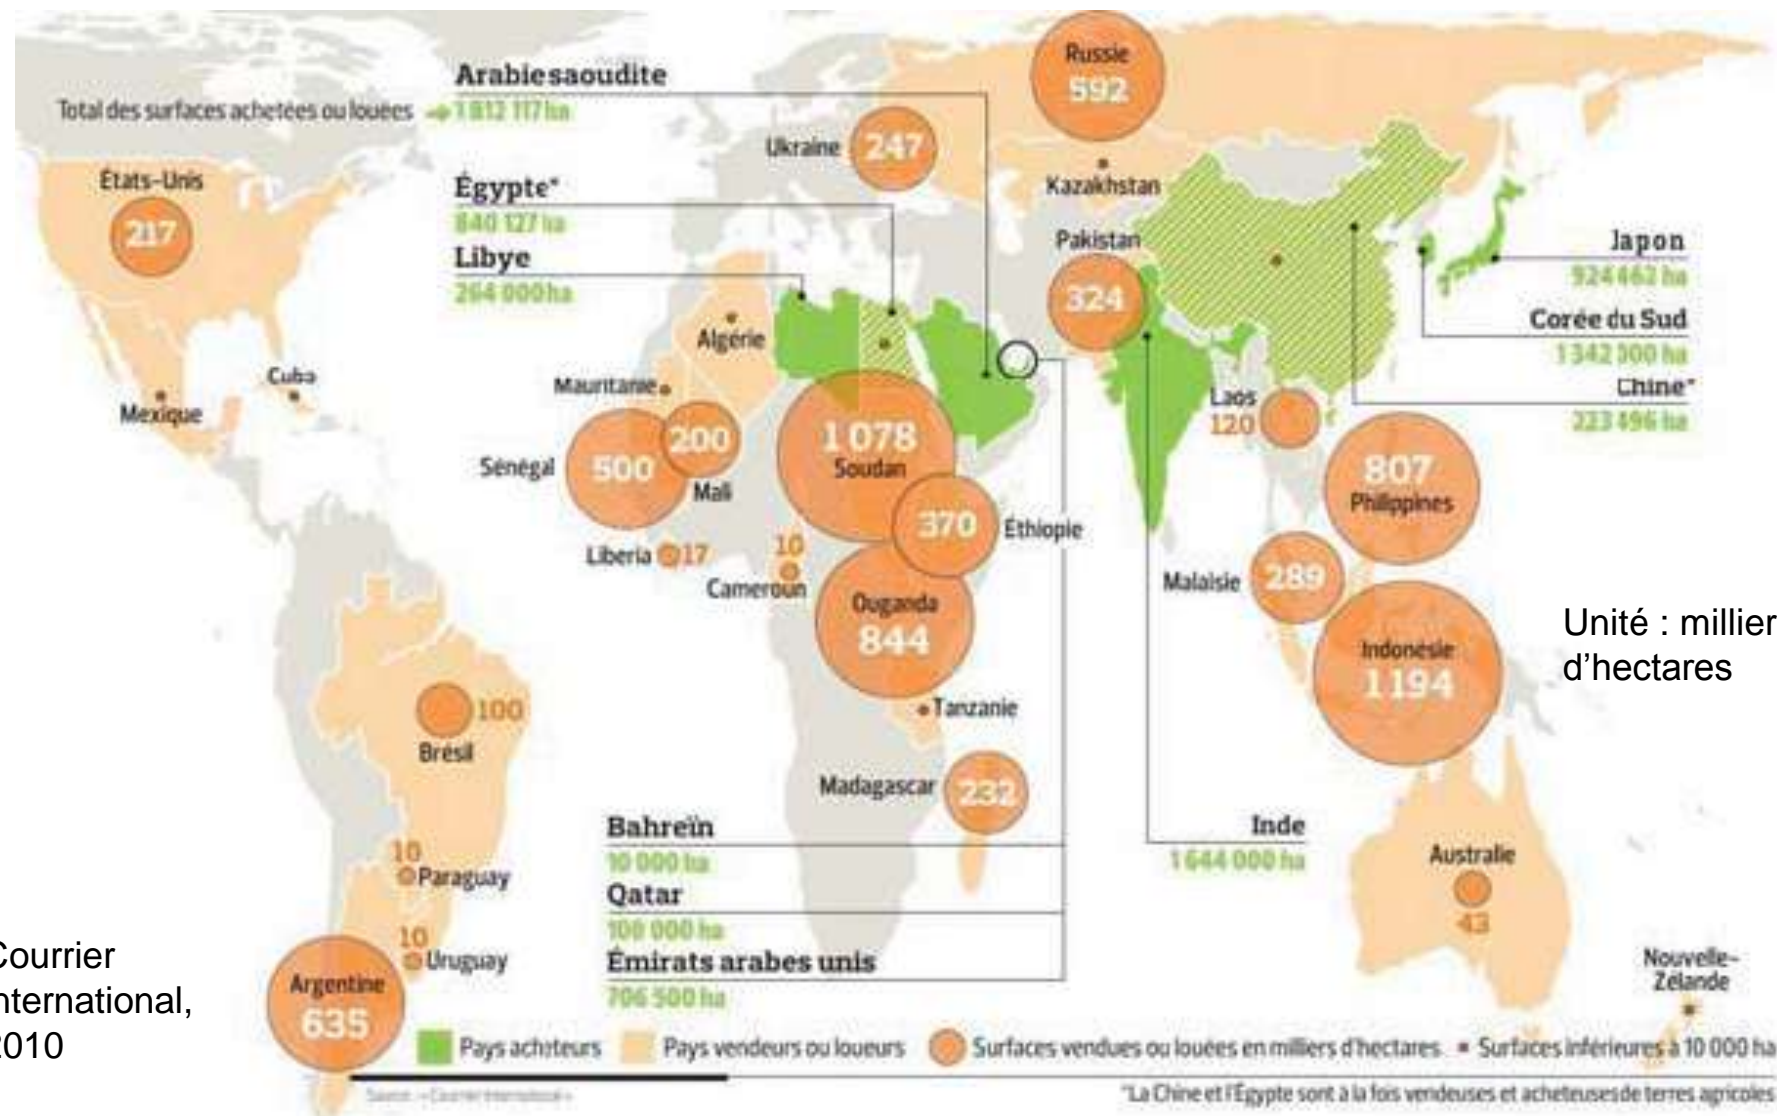 Arabie saoudite
Total des surfaces achetées ou louées
1 812 117 ha
Russie
592
Ukraine
247
États-Unis
217
Égypte*
840 127 ha
Kazakhstan
Libye
264 000 ha
Pakistan
324
Japon
924 462 ha
Corée du Sud
1 342 300 ha
Chine*
223 496 ha
Algérie
Cuba
Mexique
Mauritanie
200
Mali
Sénégal
500
1 078
Soudan
370
Éthiopie
Laos
120
807
Philippines
Liberia
17
10
Cameroun
Ouganda
844
Malaisie
289
Indonésie
1 194
Unité : millier
d’hectares
Tanzanie
100
Brésil
Madagascar
232
Bahreïn
10 000 ha
Qatar
100 000 ha
Émirats arabes unis
706 500 ha
Inde
1 644 000 ha
Australie
43
10
Paraguay
10
Uruguay
Argentine
635
Nouvelle-
Zélande
Courrier
nternational,
2010
Pays acheteurs
Pays vendeurs ou loueurs
Surfaces vendues ou louées en milliers d'hectares
Surfaces inférieures à 10 000 ha
Source : «Courrier international»
*La Chine et l'Égypte sont à la fois vendeuses et acheteusesde terres agricoles